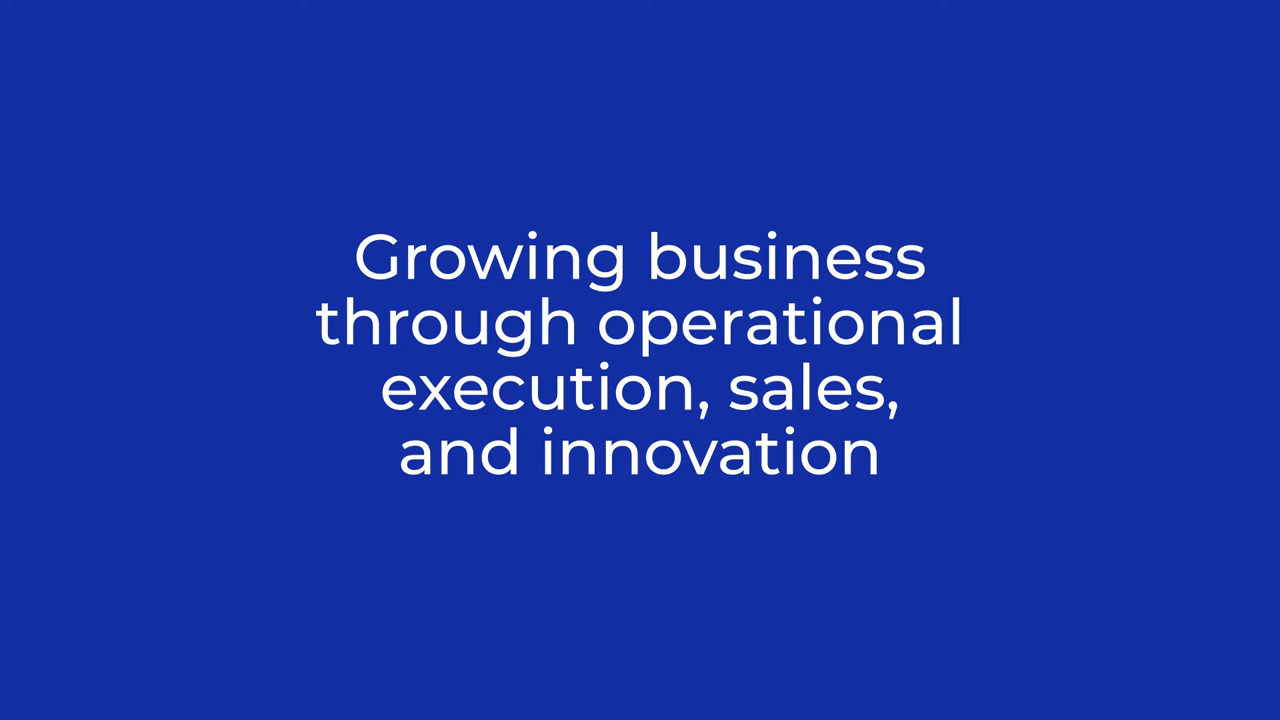 Growing business
through operational
execution, sales,
and innovation